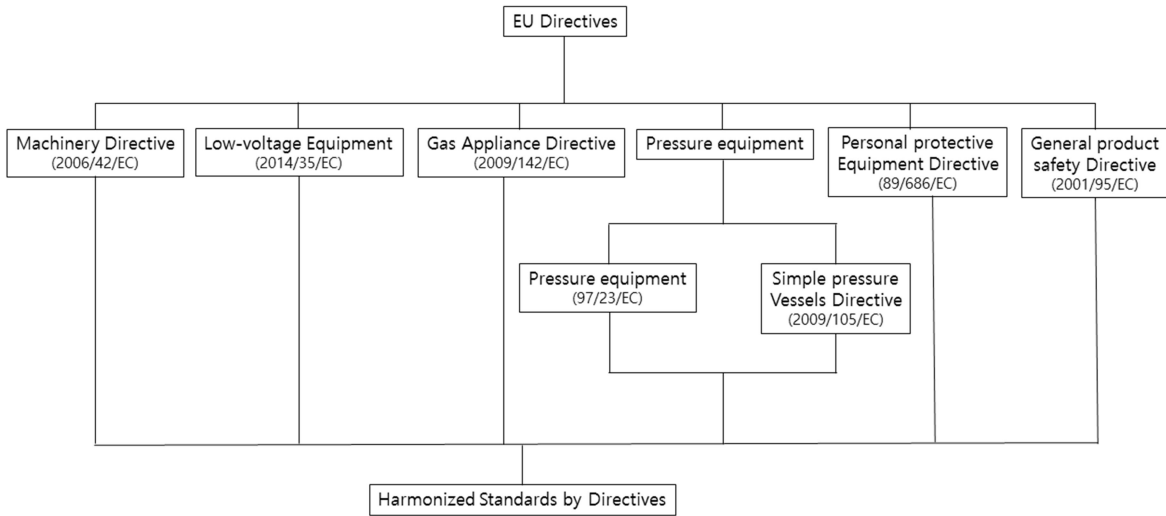 EU Directives
Machinery Directive
(2006/42/EC)
Low-voltage Equipment
(2014/35/EC)
Gas Appliance Directive
(2009/142/EC)
Pressure equipment
Personal protective
Equipment Directive
(89/686/EC)
General product
safety Directive
(2001/95/EC)
Pressure equipment
(97/23/EC)
Simple pressure
Vessels Directive
(2009/105/EC)
Harmonized Standards by Directives